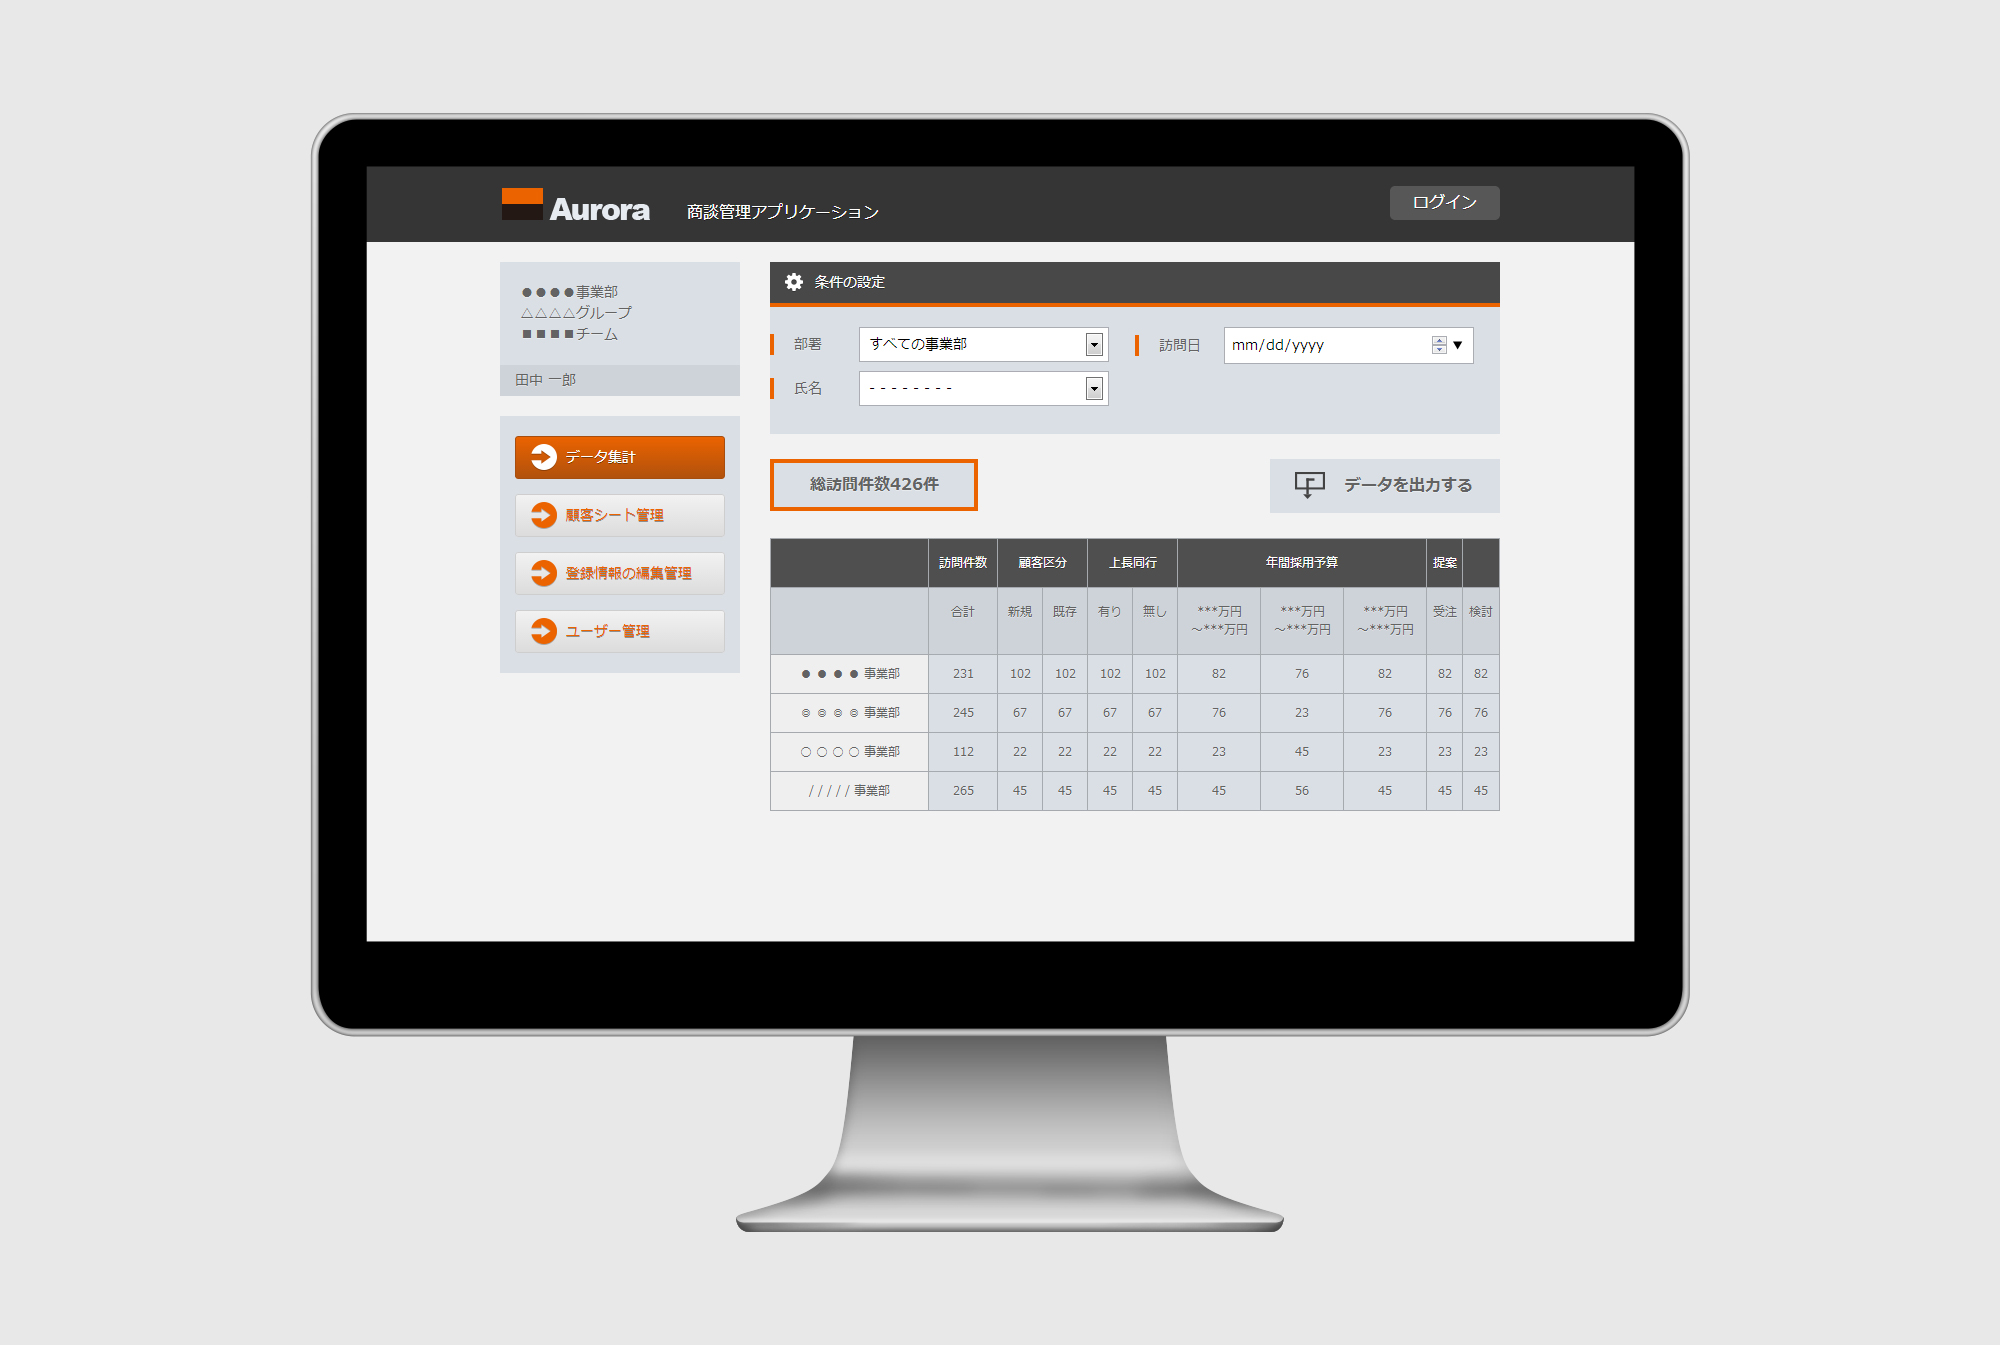 Aurora
商談管理アプリケーション
ログイン
●●●●事業部
△△△△グループ
■■■■チーム
田中 一郎
データ集計
顧客シート管理
登録情報の編集管理
ユーザー管理
条件の設定
部署 すべての事業部 訪問日 mm/dd/yyyy
氏名 - - - - - - - -
総訪問件数426件
データを出力する
訪問件数 顧客区分 上長同行 年間採用予算 提案
合計 新規 既存 有り 無し ***万円 ***万円 ***万円 受注 検討
～***万円 ～***万円 ～***万円
● ● ● ● 事業部 231 102 102 102 102 82 76 82 82 82
◎ ◎ ◎ ◎ 事業部 245 67 67 67 67 76 23 76 76 76
○ ○ ○ ○ 事業部 112 22 22 22 22 23 45 23 23 23
/ / / / / 事業部 265 45 45 45 45 45 56 45 45 45